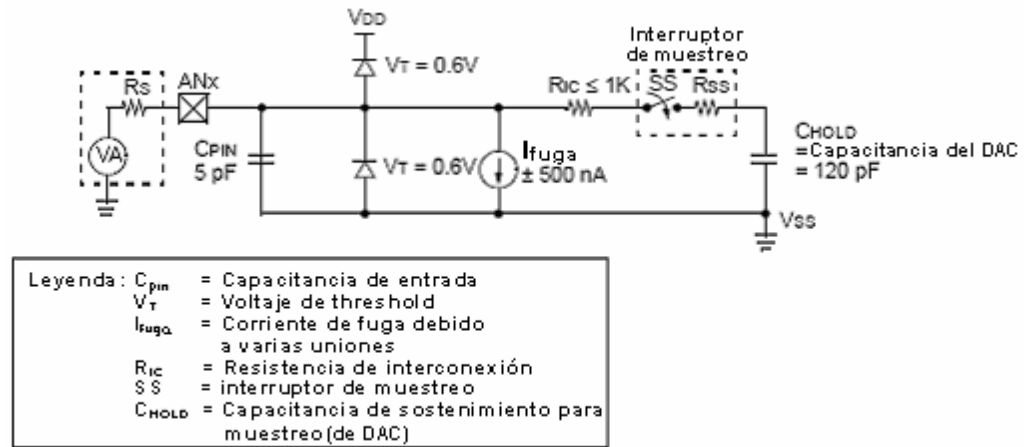 VDD
Interruptor
de muestreo
VT = 0.6V
Rs
ANx
RIC ≤ 1K
SS
Rss
VA
CPIN
5 pF
VT = 0.6V
Ifuga
± 500 nA
CHOLD
=Capacitancia del DAC
= 120 pF
Vss
Leyenda: Cpin = Capacitancia de entrada
VT = Voltaje de threshold
Ifuga = Corriente de fuga debido
a varias uniones
RIC = Resistencia de interconexión
SS = interruptor de muestreo
CHOLD = Capacitancia de sostenimiento para
muestreo(de DAC)